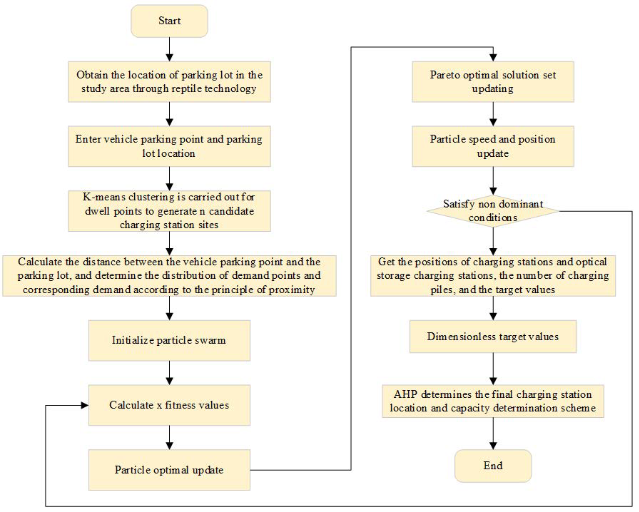 Start
Obtain the location of parking lot in the
study area through reptile technology
Enter vehicle parking point and parking
lot location
K-means clustering is carried out for
dwell points to generate n candidate
charging station sites
Calculate the distance between the vehicle parking point and the
parking lot, and determine the distribution of demand points and
corresponding demand according to the principle of proximity
Initialize particle swarm
Calculate x fitness values
Particle optimal update
Pareto optimal solution set
updating
Particle speed and position
update
Satisfy non dominant
conditions
Get the positions of charging stations and optical
storage charging stations, the number of charging
piles, and the target values
Dimensionless target values
AHP determines the final charging station
location and capacity determination scheme
End